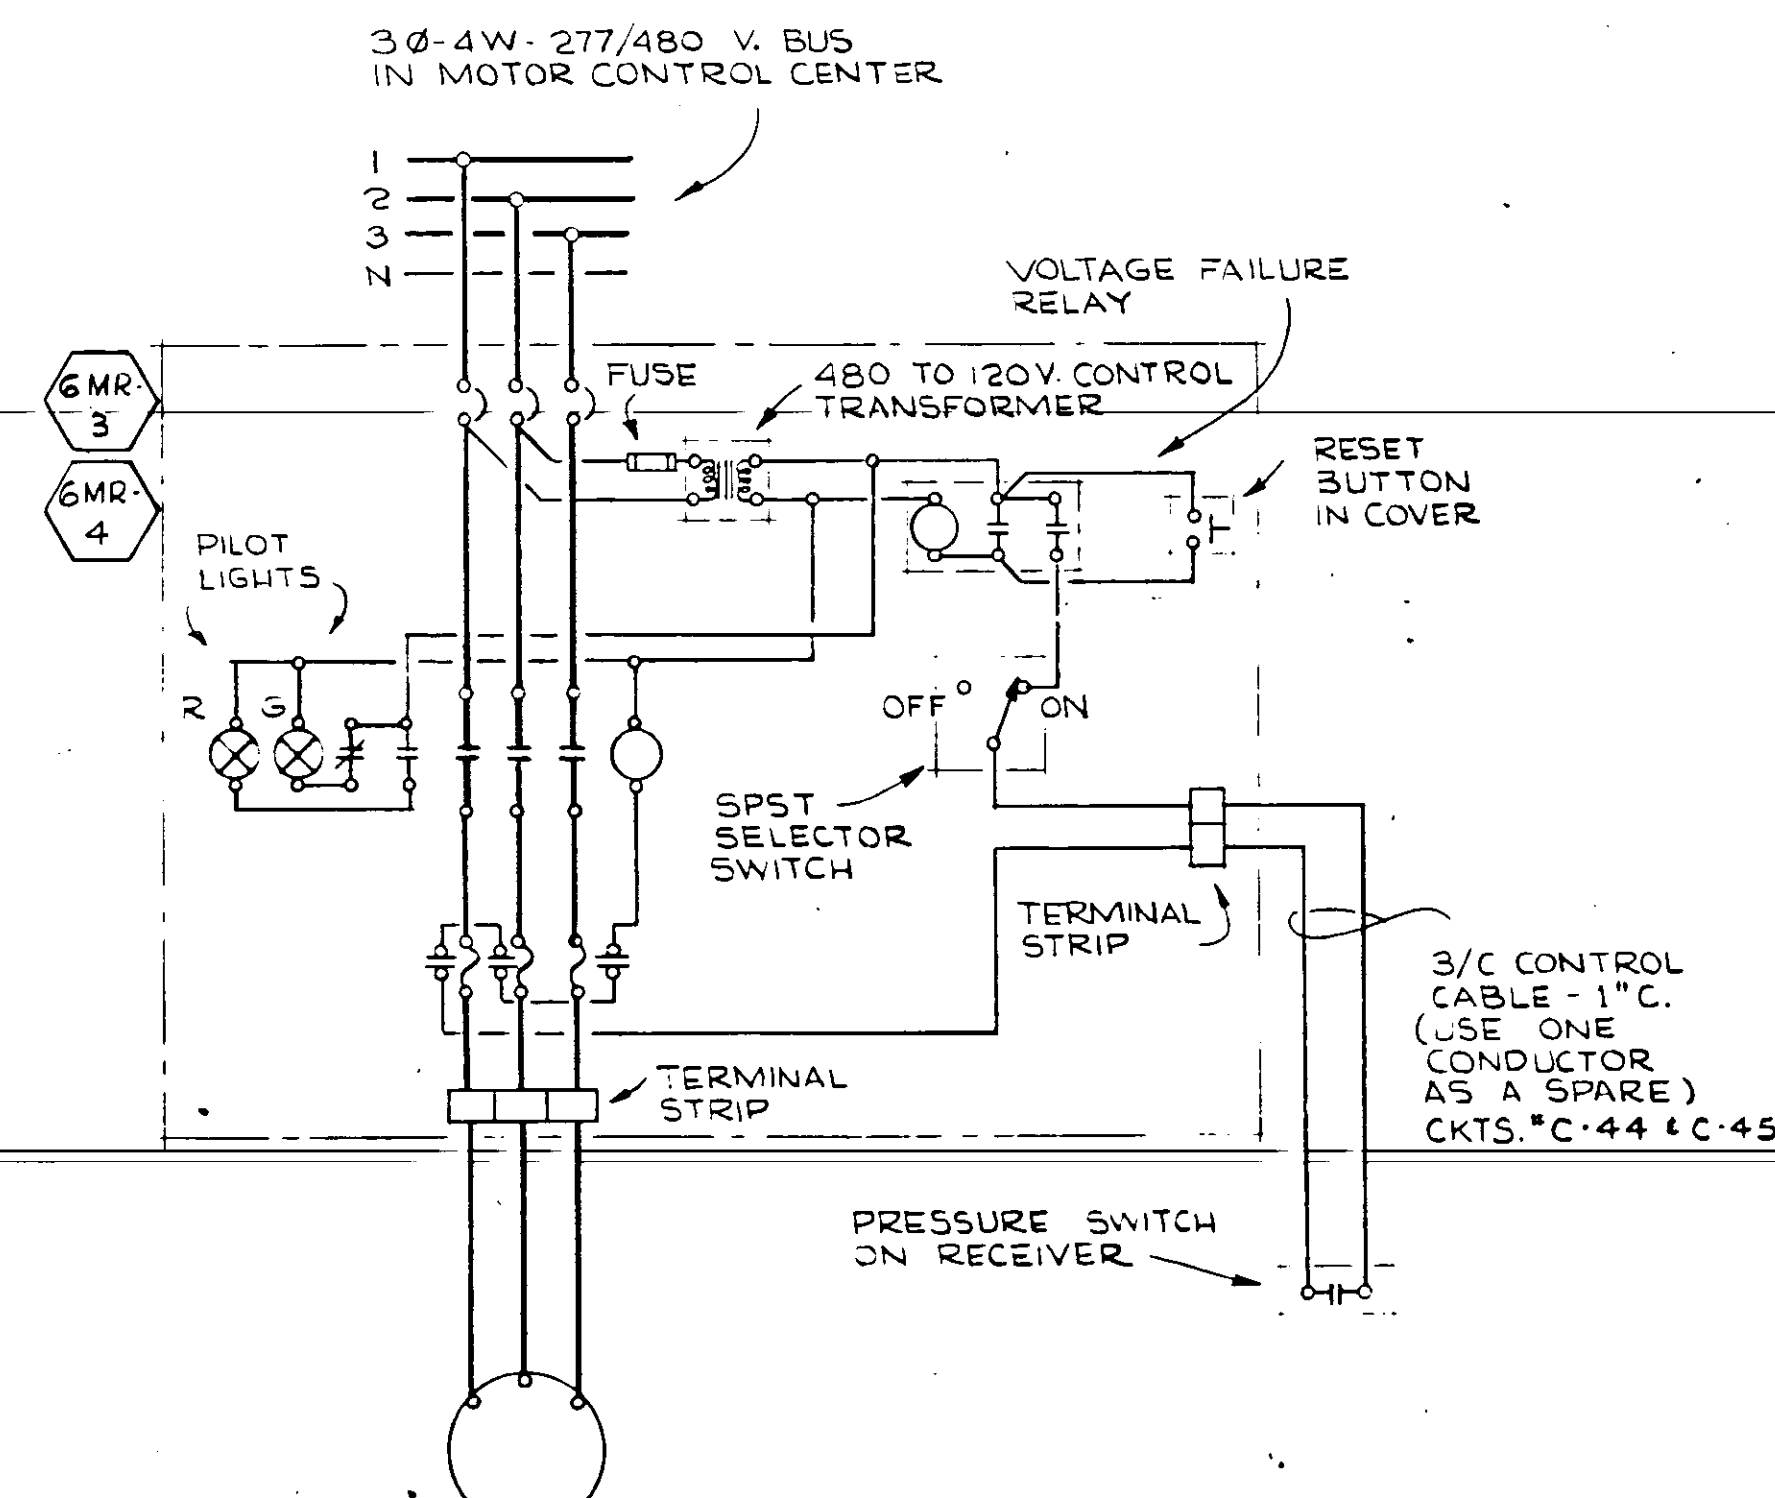 3Ø-4W- 277/480 V. BUS
IN MOTOR CONTROL CENTER
1
2
3
N
VOLTAGE FAILURE
RELAY
6MR-
3
FUSE
480 TO 120V. CONTROL
TRANSFORMER
RESET
BUTTON
IN COVER
6MR-
4
PILOT
LIGHTS
R
G
OFF
ON
SPST
SELECTOR
SWITCH
TERMINAL
STRIP
3/C CONTROL
CABLE - 1"C.
(USE ONE
CONDUCTOR
AS A SPARE)
CKTS. #C-44 & C-45
TERMINAL
STRIP
PRESSURE SWITCH
ON RECEIVER